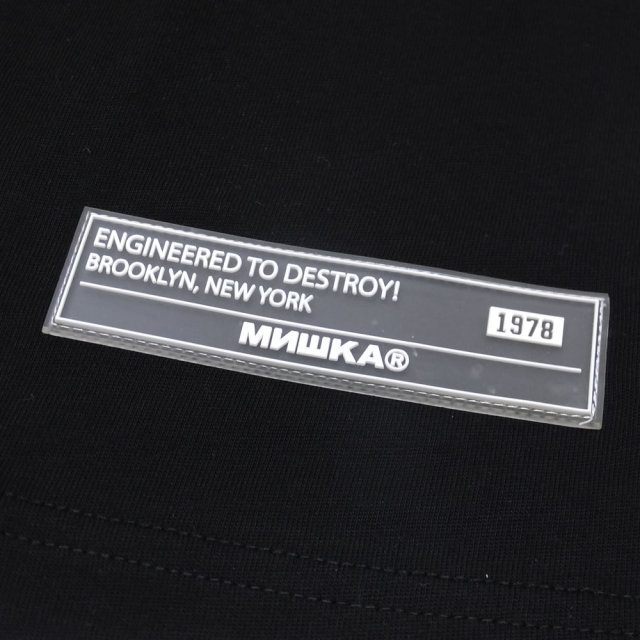 ENGINEERED TO DESTROY!
BROOKLYN, NEW YORK
1978
МИШКА®